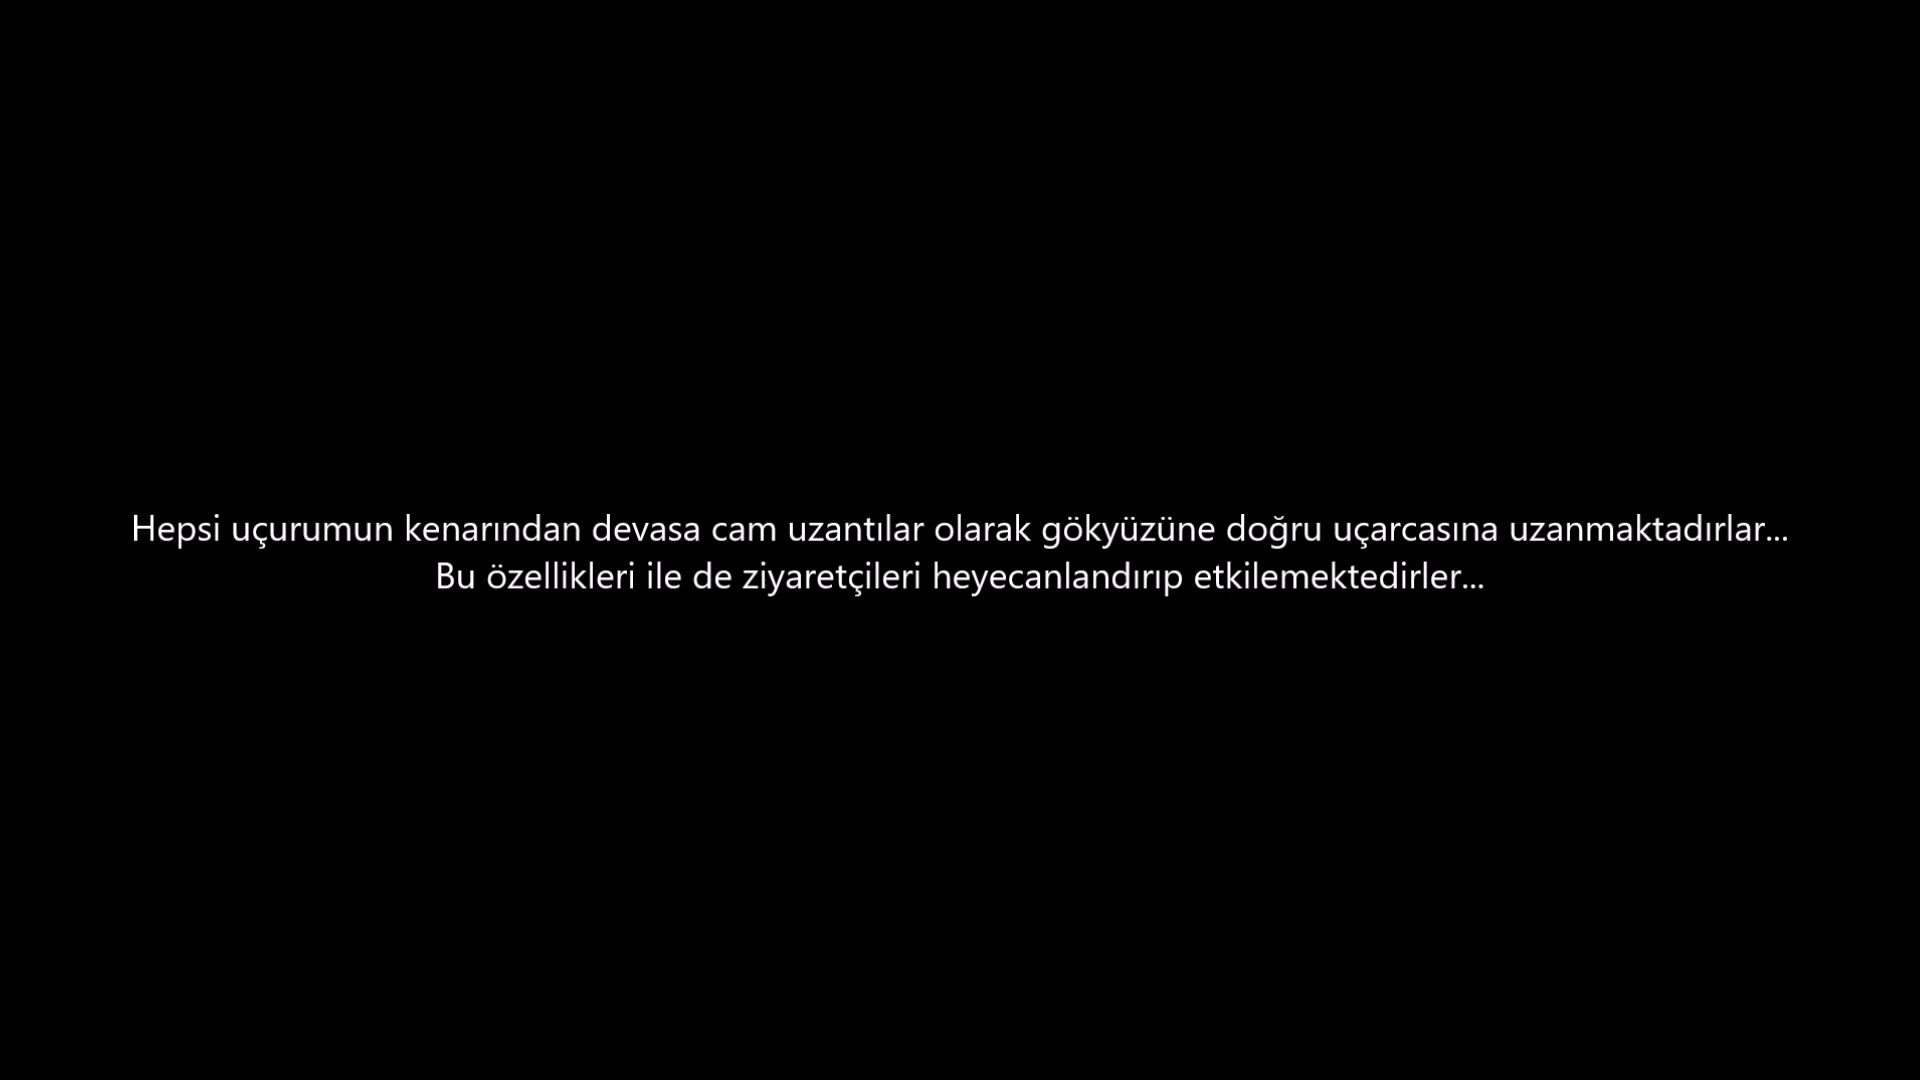 Hepsi uçurumun kenarından devasa cam uzantılar olarak gökyüzüne doğru uçarcasına uzanmaktadırlar...
Bu özellikleri ile de ziyaretçileri heyecanlandırıp etkilemektedirler...